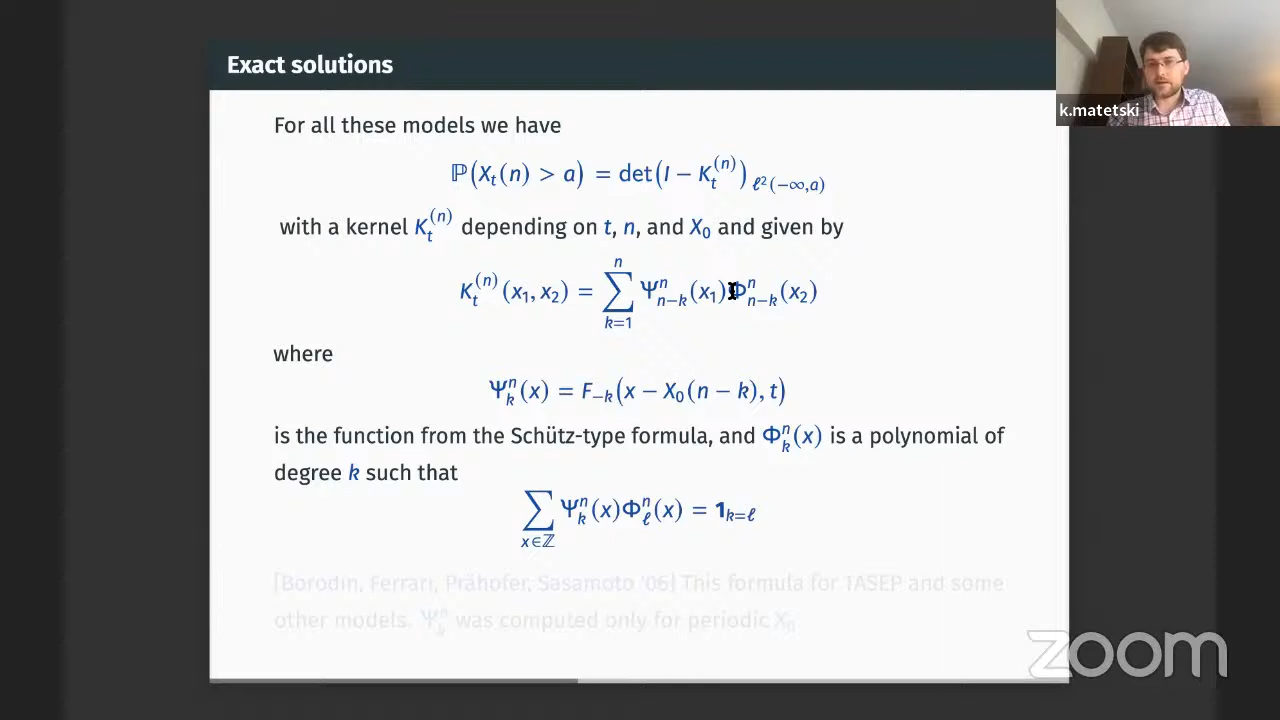 Exact solutions
k.matetski
For all these models we have
ℙ(X_t(n) > a) = det(I − K_t^{(n)})_{ℓ²(−∞,a)}
with a kernel K_t^{(n)} depending on t, n, and X_0 and given by
K_t^{(n)}(x_1, x_2) = ∑_{k=1}^{n} Ψ_{n−k}^{n}(x_1)Φ_{n−k}^{n}(x_2)
where
Ψ_k^n(x) = F_{−k}(x − X_0(n − k), t)
is the function from the Schütz-type formula, and Φ_k^n(x) is a polynomial of
degree k such that
∑_{x∈ℤ} Ψ_k^n(x)Φ_ℓ^n(x) = 1_{k=ℓ}
[Borodin, Ferrari, Prähofer, Sasamoto '06] This formula for TASEP and some
other models. Ψ_k^n was computed only for periodic X_0
zoom